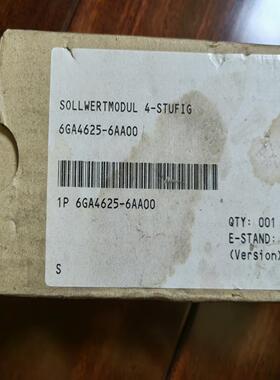 SOLLWERTMODUL 4-STUFIG
6GA4625-6AA00
1P 6GA4625-6AA00
QTY: 001
E-STAND:
(Version)
S